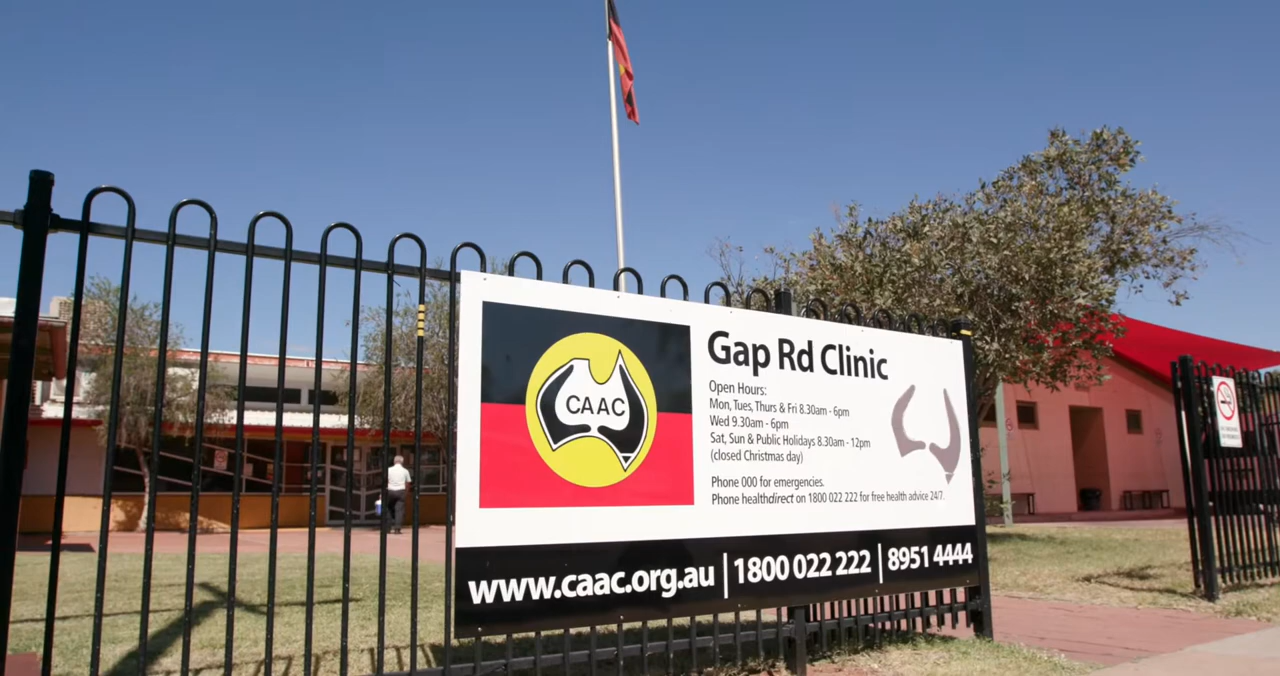 CAAC
Gap Rd Clinic
Open Hours:
Mon, Tues, Thurs & Fri 8.30am - 6pm
Wed 9.30am - 6pm
Sat, Sun & Public Holidays 8.30am - 12pm
(closed Christmas day)
Phone 000 for emergencies.
Phone healthdirect on 1800 022 222 for free health advice 24/7.
www.caac.org.au | 1800 022 222 | 8951 4444